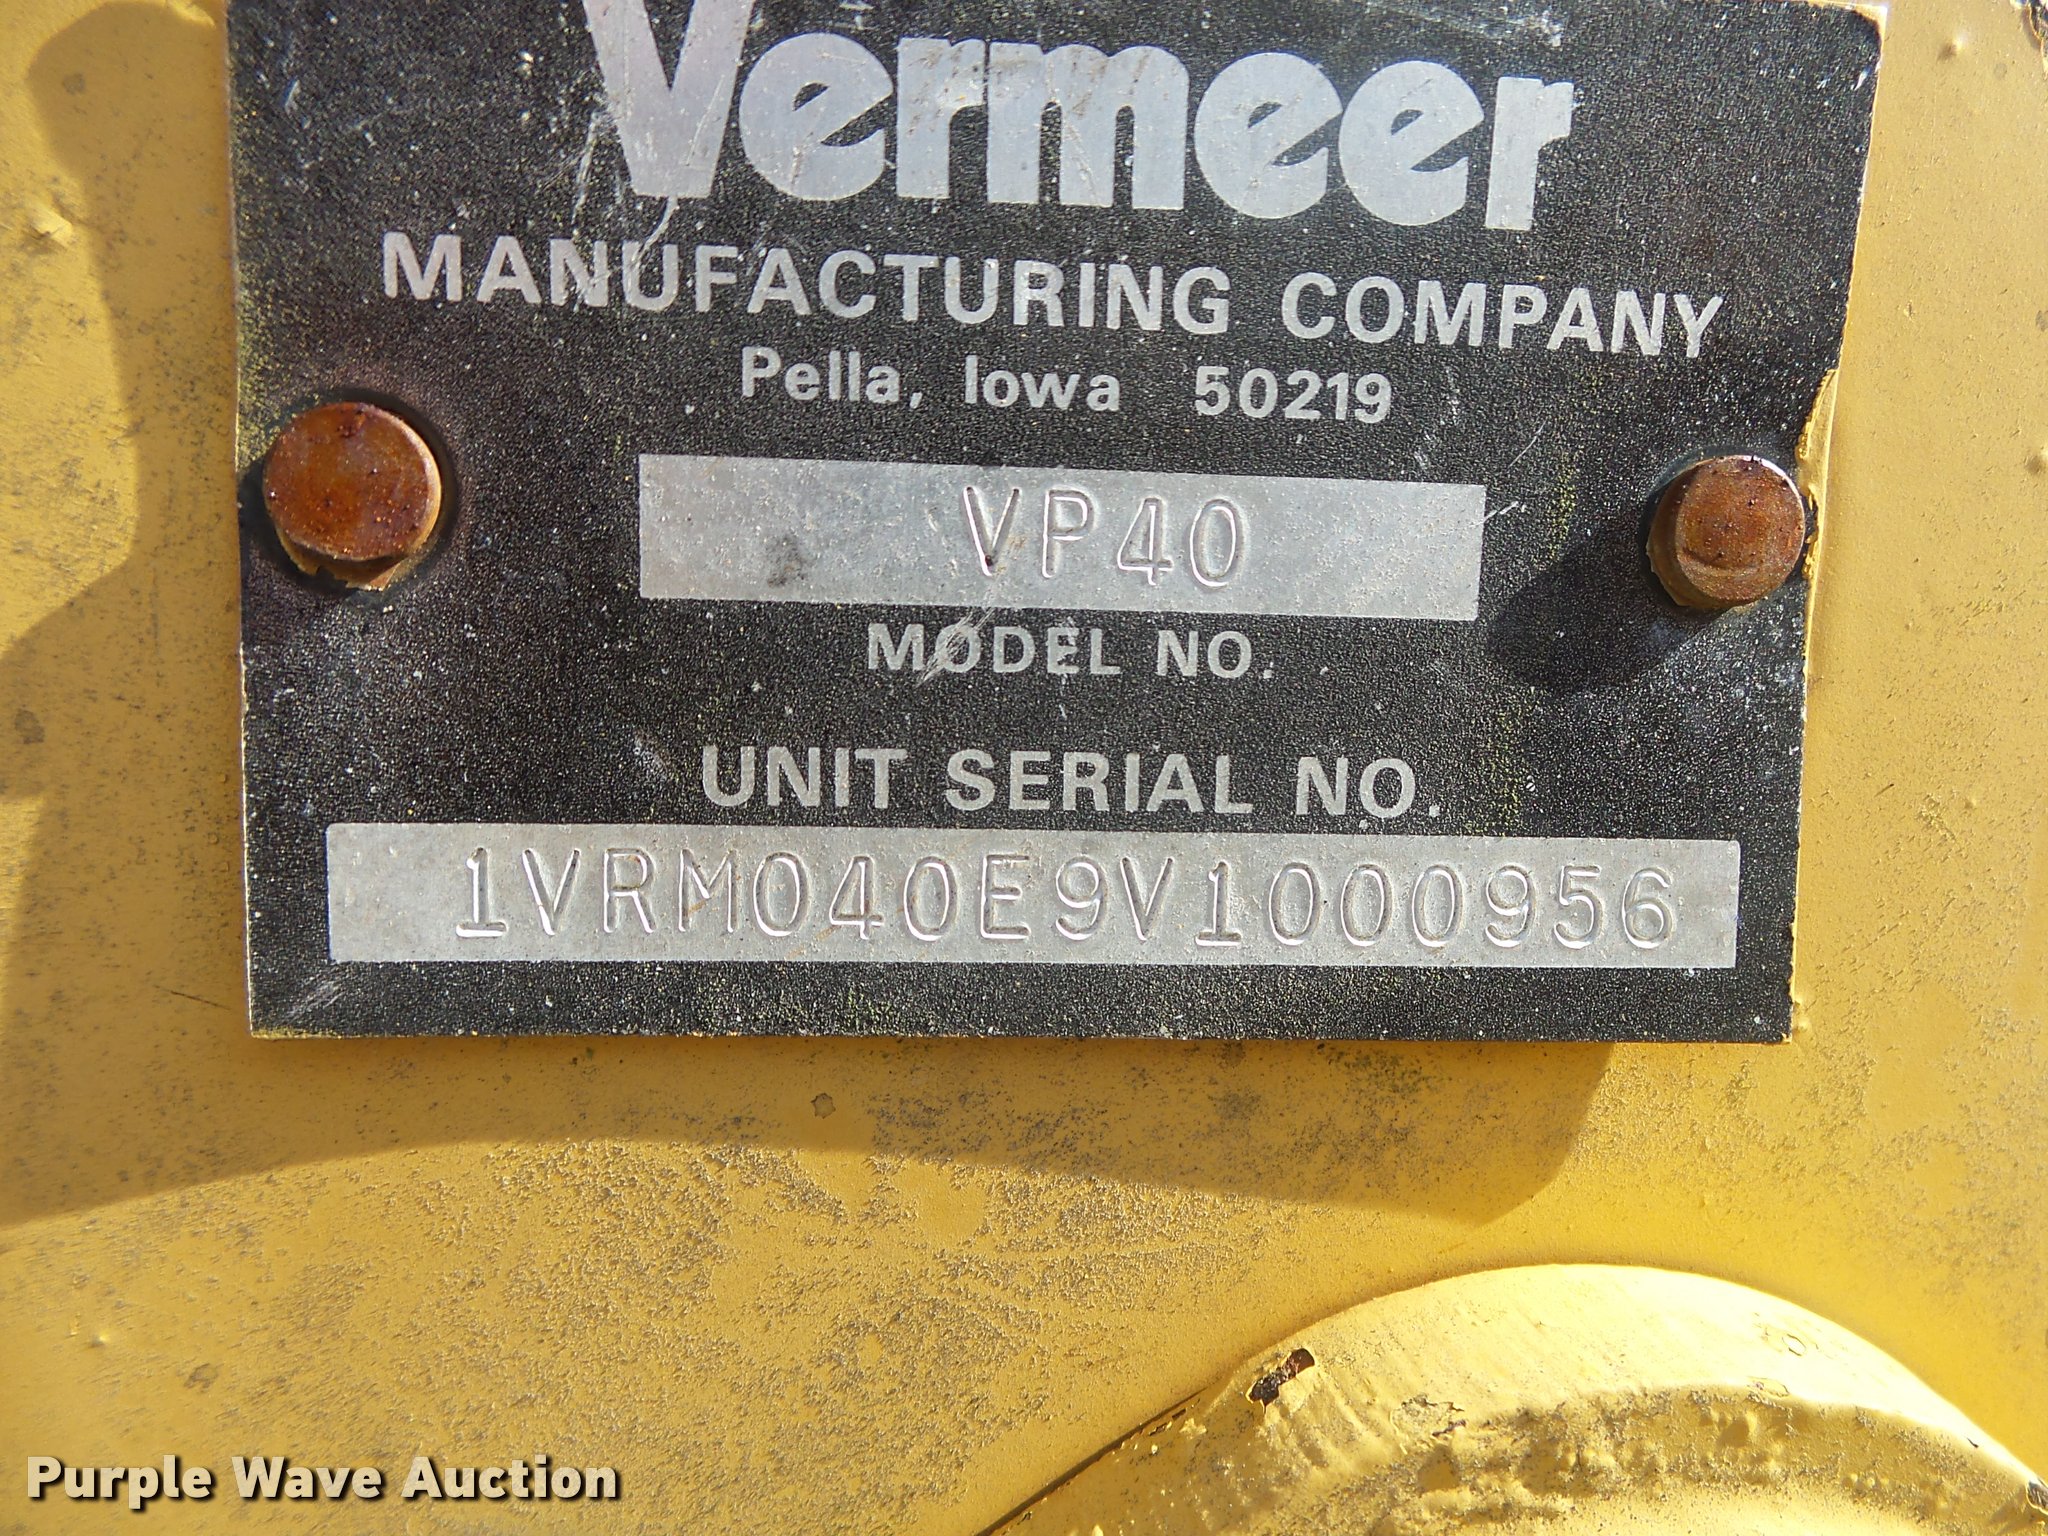 Vermeer
MANUFACTURING COMPANY
Pella, Iowa 50219
VP40
MODEL NO.
UNIT SERIAL NO.
1VRM040E9V1000956
Purple Wave Auction